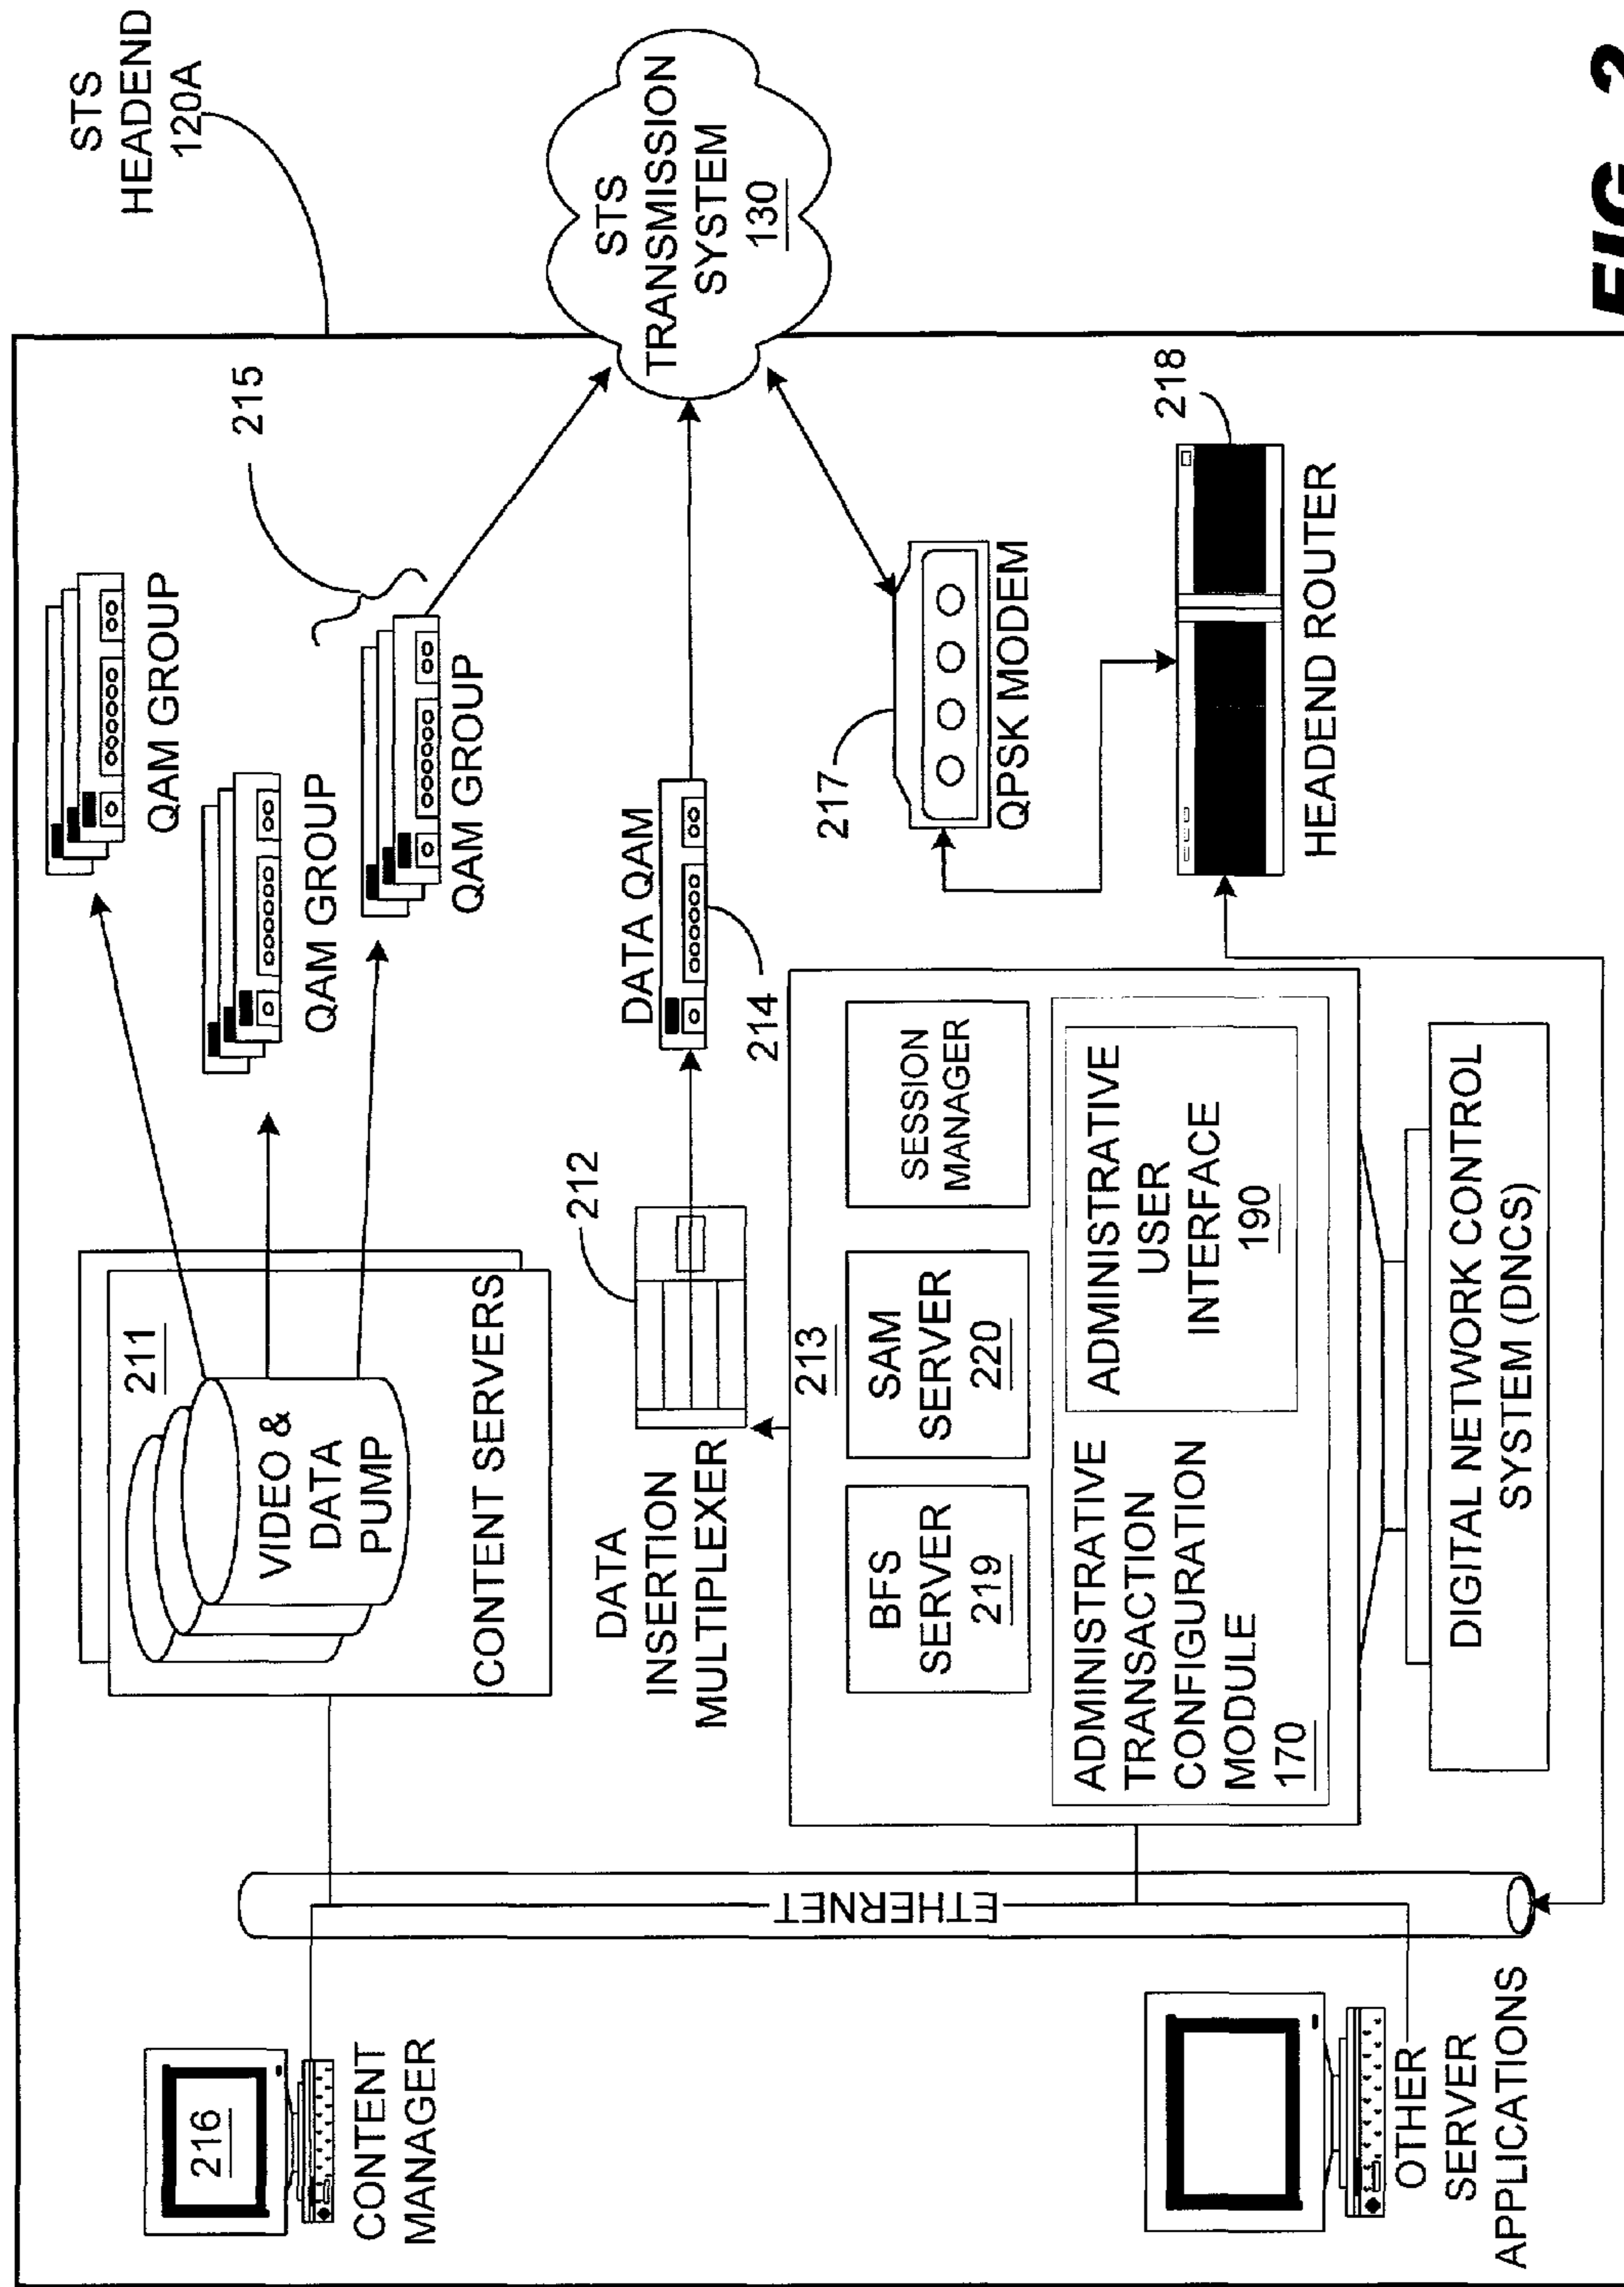 STS
HEADEND
120A
216
CONTENT
MANAGER
211
VIDEO &
DATA
PUMP
CONTENT SERVERS
QAM GROUP
QAM GROUP
QAM GROUP
215
STS
TRANSMISSION
SYSTEM
130
DATA
INSERTION
MULTIPLEXER
212
DATA QAM
214
213
BFS
SERVER
219
SAM
SERVER
220
SESSION
MANAGER
ADMINISTRATIVE
TRANSACTION
CONFIGURATION
MODULE
170
ADMINISTRATIVE
USER
INTERFACE
190
DIGITAL NETWORK CONTROL
SYSTEM (DNCS)
217
QPSK MODEM
218
HEADEND ROUTER
ETHERNET
OTHER
SERVER
APPLICATIONS
FIG. 2